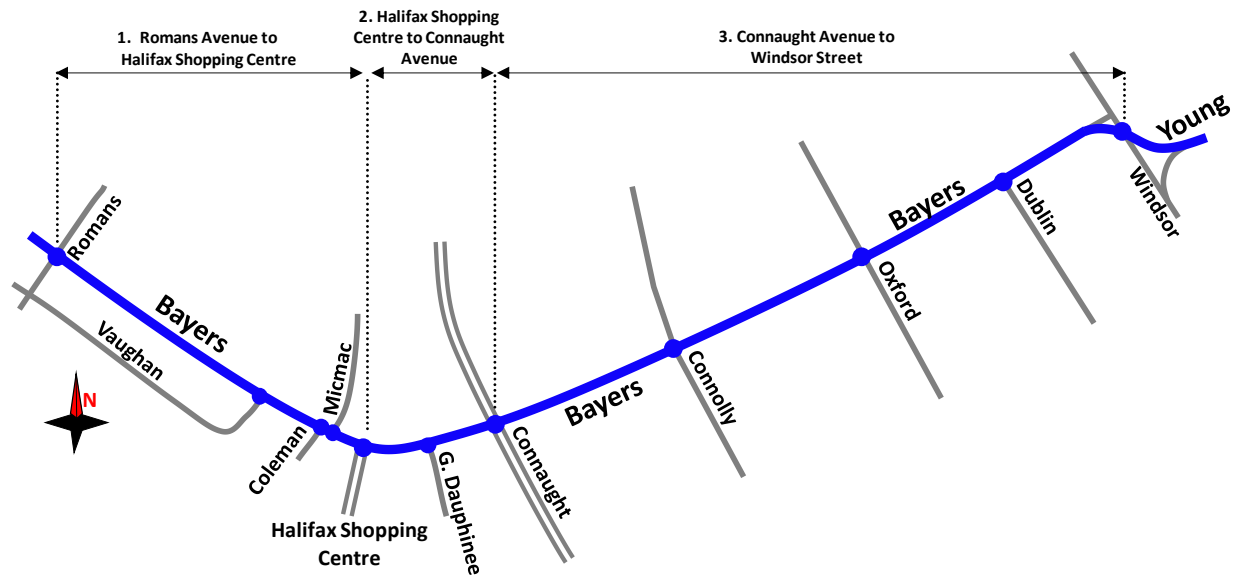 1. Romans Avenue to
Halifax Shopping Centre
2. Halifax Shopping
Centre to Connaught
Avenue
3. Connaught Avenue to
Windsor Street
Young
Windsor
Bayers
Dublin
Romans
Oxford
Bayers
Vaughan
Micmac
Connolly
Bayers
N
Coleman
G. Dauphinee
Connaught
Halifax Shopping
Centre